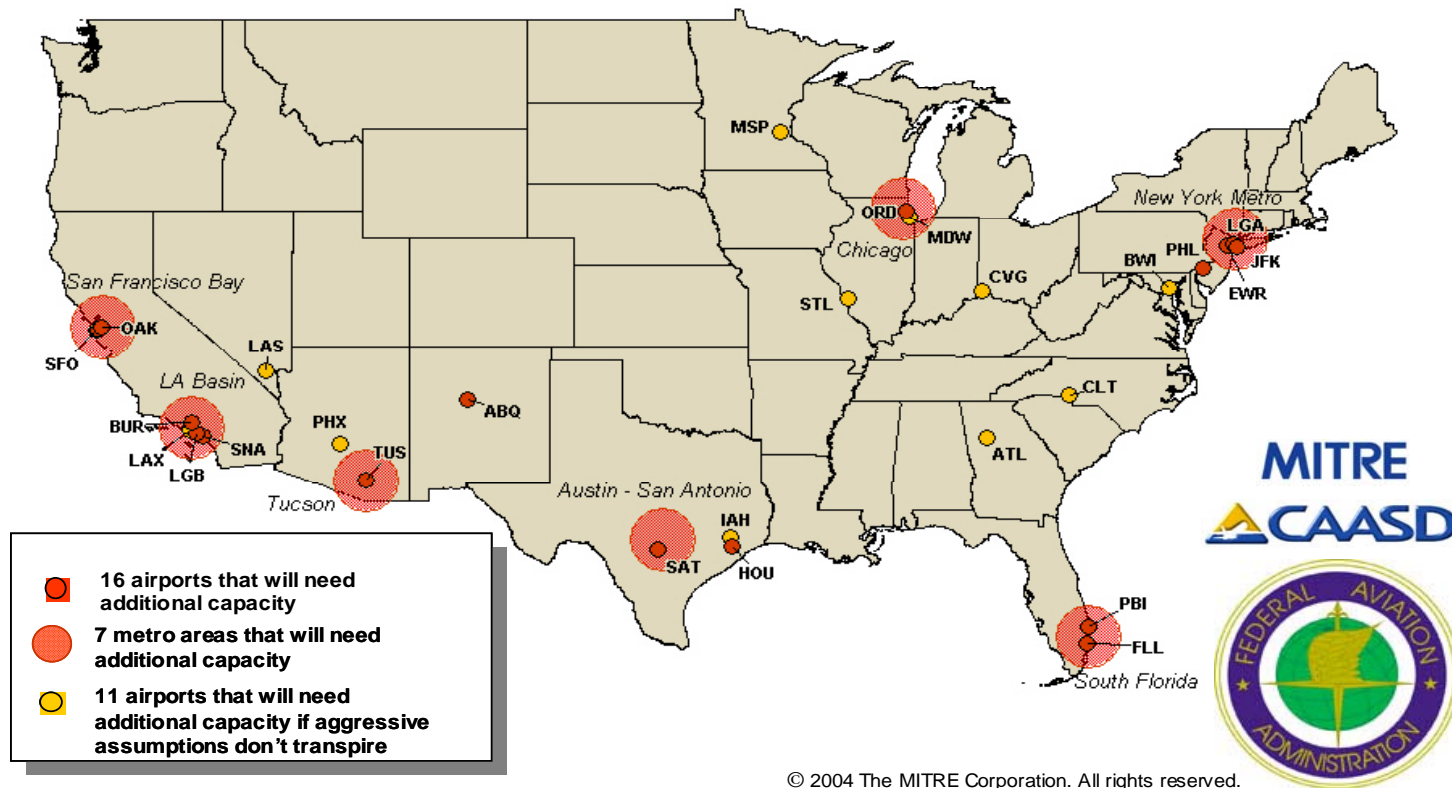 MSP
New York Metro
ORD
LGA
MDW
Chicago
PHL
JFK
BWI
EWR
San Francisco Bay
CVG
STL
OAK
SFO
LAS
LA Basin
CLT
ABQ
BUR
PHX
SNA
TUS
ATL
LAX
LGB
MITRE
Tucson
Austin - San Antonio
CAASD
IAH
SAT
HOU
16 airports that will need
additional capacity
7 metro areas that will need
additional capacity
11 airports that will need
additional capacity if aggressive
assumptions don't transpire
PBI
FLL
South Florida
FEDERAL AVIATION
ADMINISTRATION
© 2004 The MITRE Corporation. All rights reserved.